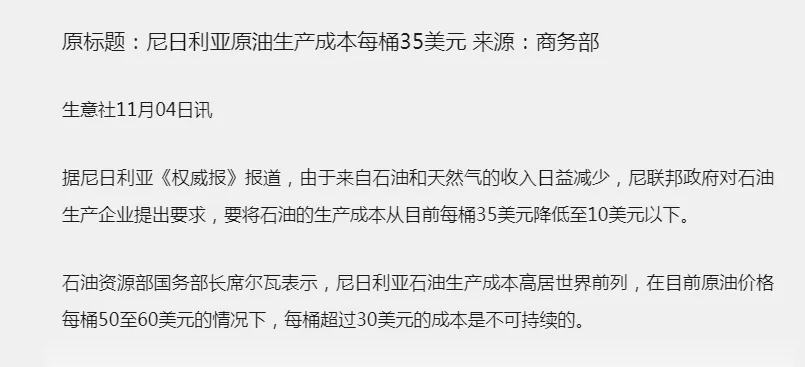 原标题：尼日利亚原油生产成本每桶35美元 来源：商务部
生意社11月04日讯
据尼日利亚《权威报》报道，由于来自石油和天然气的收入日益减少，尼联邦政府对石油
生产企业提出要求，要将石油的生产成本从目前每桶35美元降低至10美元以下。
石油资源部国务部长席尔瓦表示，尼日利亚石油生产成本高居世界前列，在目前原油价格
每桶50至60美元的情况下，每桶超过30美元的成本是不可持续的。